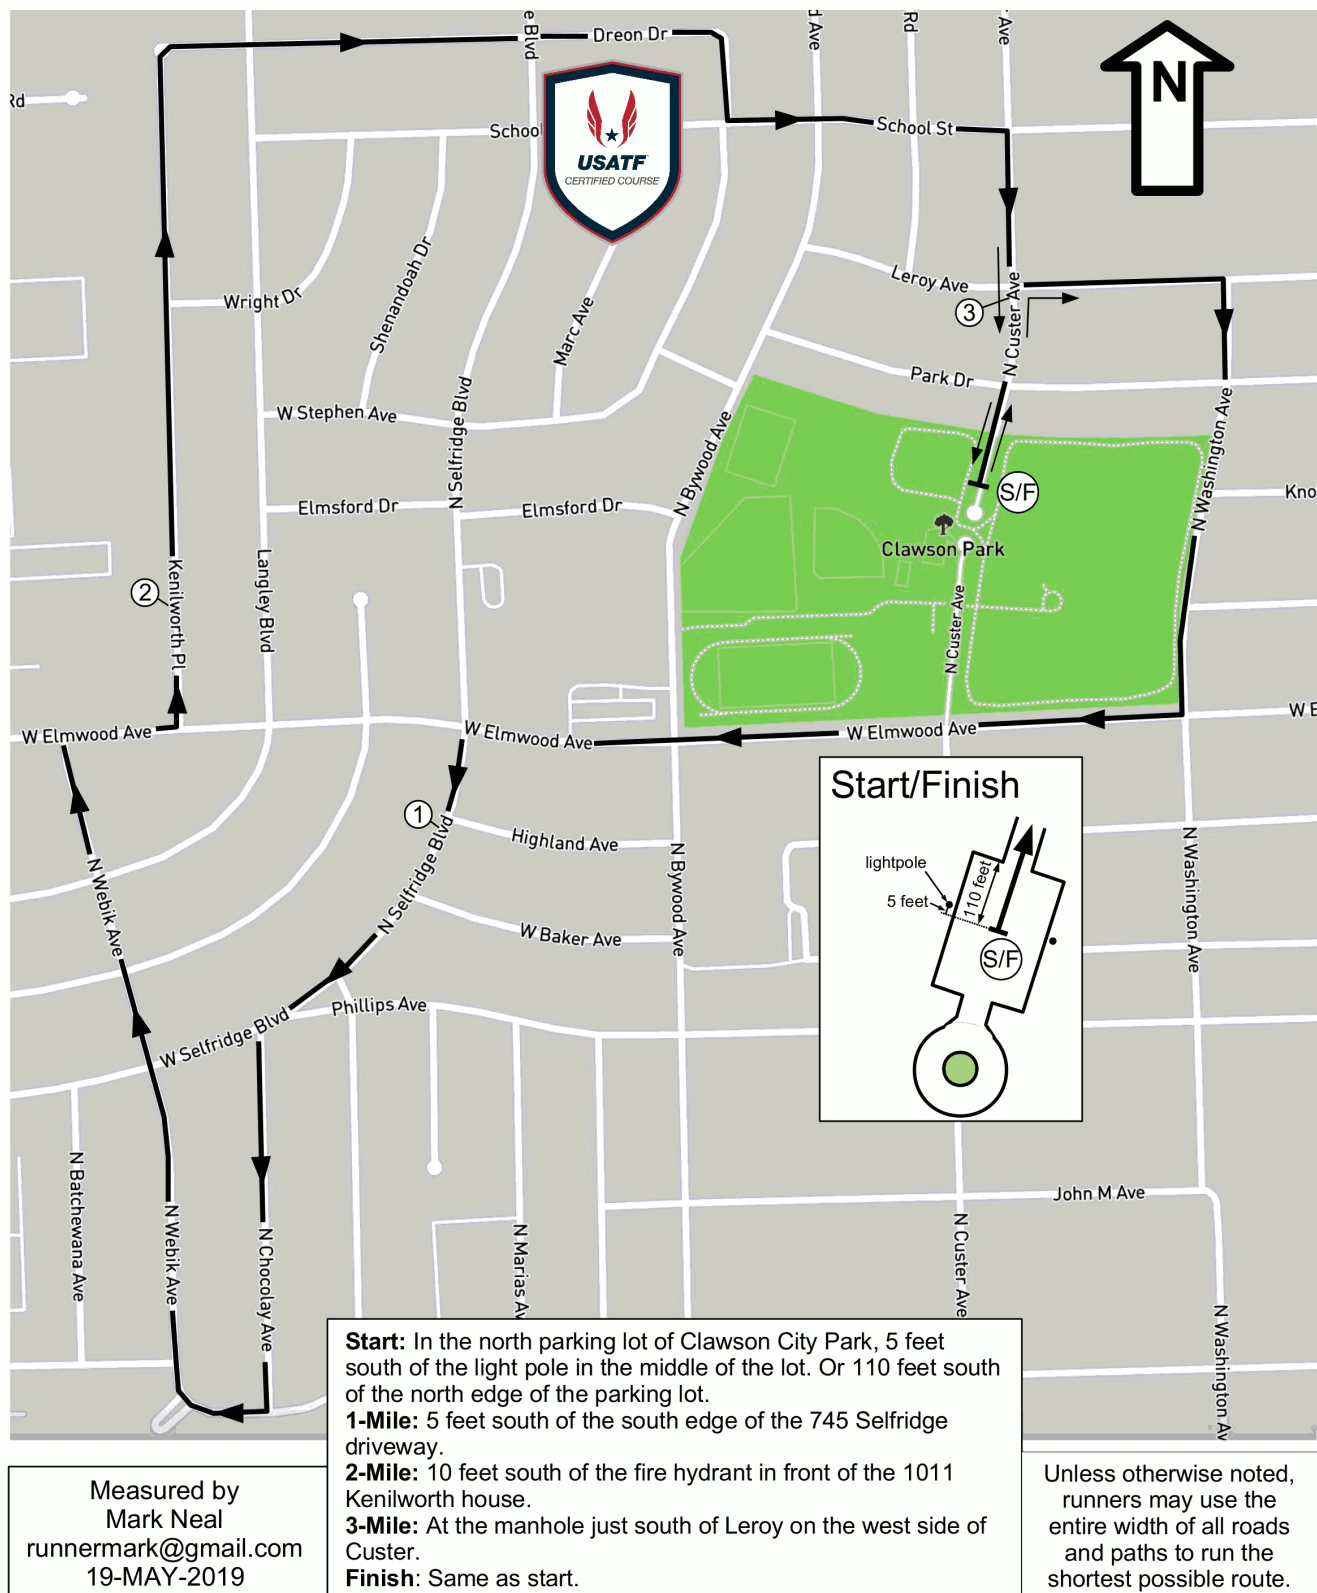 e Blvd
Dreon Dr
d Ave
Rd
Ave
N
Rd
School
USATF
CERTIFIED COURSE
School St
Wright Dr
Shenandoah Dr
Marc Ave
Leroy Ave
3
N Custer Ave
Park Dr
W Stephen Ave
N Selfridge Blvd
N Bywood Ave
N Washington Ave
Elmsford Dr
Elmsford Dr
S/F
Kno
Clawson Park
2
Kenilworth Pl
Langley Blvd
N Custer Ave
W Elmwood Ave
W Elmwood Ave
W Elmwood Ave
W E
1
Highland Ave
N Selfridge Blvd
N Bywood Ave
N Washington Ave
N Webik Ave
W Baker Ave
Phillips Ave
W Selfridge Blvd
Start/Finish
lightpole
5 feet
110 feet
S/F
John M Ave
N Batchewana Ave
N Webik Ave
N Chocolay Ave
N Marias Av
N Custer Ave
N Washington Av
Start: In the north parking lot of Clawson City Park, 5 feet
south of the light pole in the middle of the lot. Or 110 feet south
of the north edge of the parking lot.
1-Mile: 5 feet south of the south edge of the 745 Selfridge
driveway.
2-Mile: 10 feet south of the fire hydrant in front of the 1011
Kenilworth house.
3-Mile: At the manhole just south of Leroy on the west side of
Custer.
Finish: Same as start.
Measured by
Mark Neal
runnermark@gmail.com
19-MAY-2019
Unless otherwise noted,
runners may use the
entire width of all roads
and paths to run the
shortest possible route.